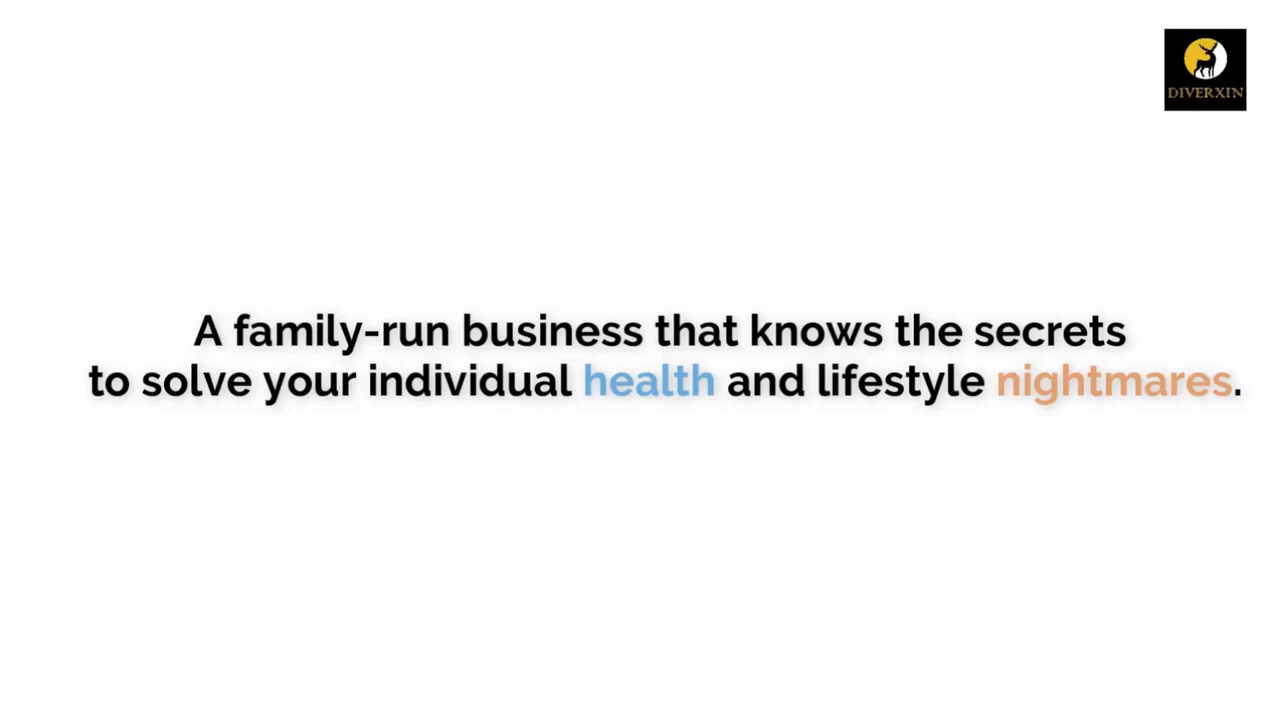 DIVERXIN
A family-run business that knows the secrets
to solve your individual health and lifestyle nightmares.